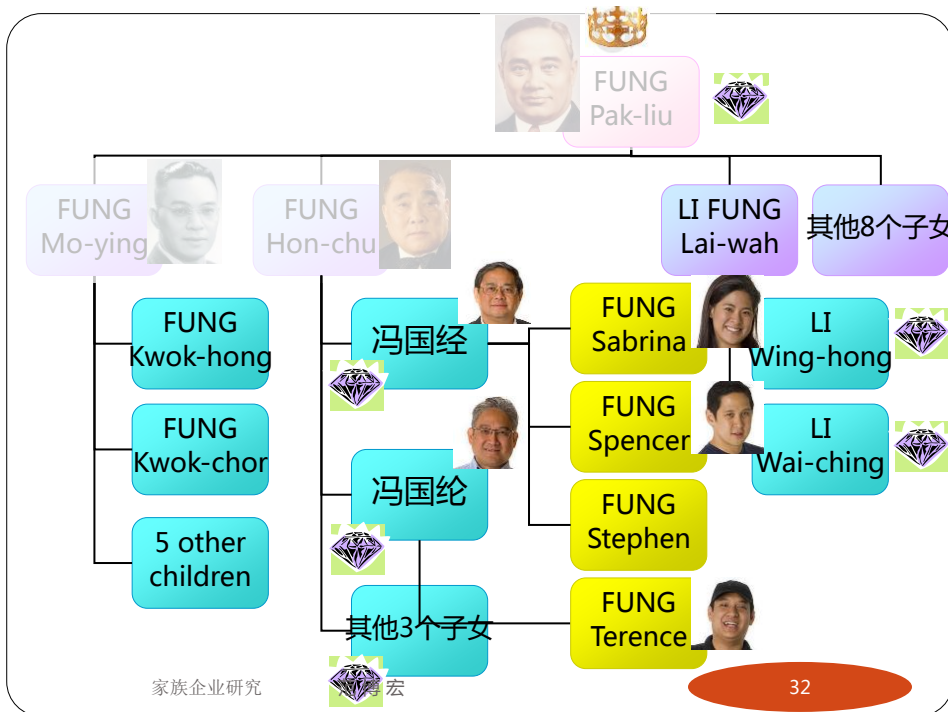 FUNG
Pak-liu
FUNG
Mo-ying
FUNG
Hon-chu
LI FUNG
Lai-wah
其他8个子女
FUNG
Kwok-hong
FUNG
Kwok-chor
5 other
children
冯国经
冯国纶
其他3个子女
FUNG
Sabrina
FUNG
Spencer
FUNG
Stephen
FUNG
Terence
LI
Wing-hong
LI
Wai-ching
家族企业研究
博宏
32